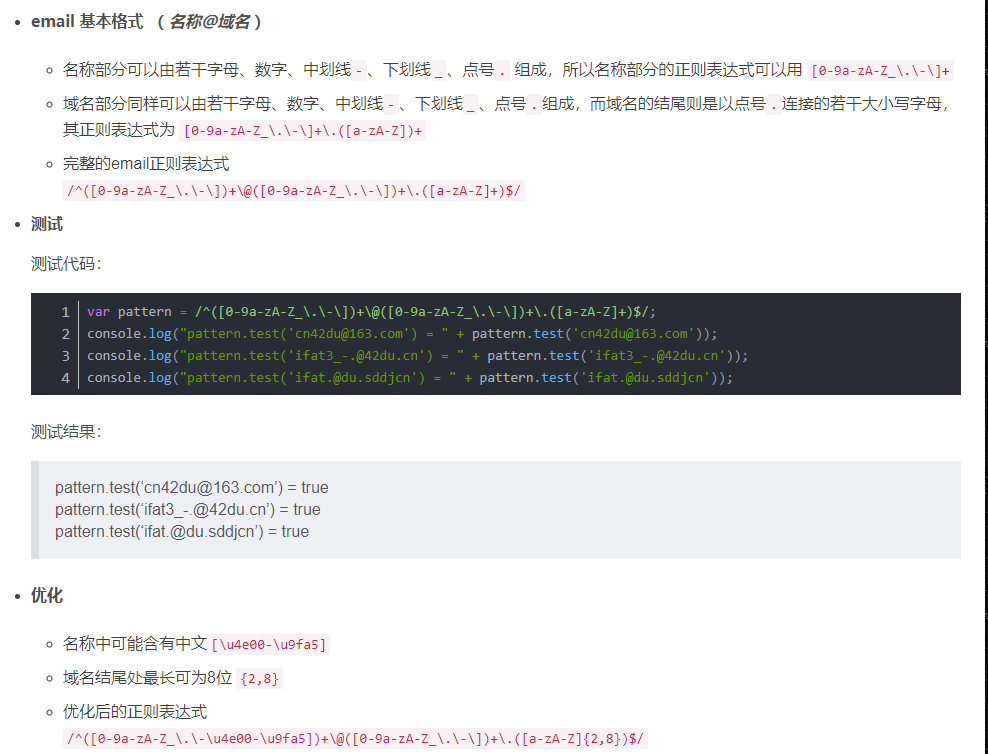 email 基本格式 （ 名称@域名 ）
名称部分可以由若干字母、数字、中划线 - 、下划线 _ 、点号 . 组成，所以名称部分的正则表达式可以用 [0-9a-zA-Z_\.\-\]+
域名部分同样可以由若干字母、数字、中划线 - 、下划线 _ 、点号 . 组成，而域名的结尾则是以点号 . 连接的若干大小写字母，
其正则表达式为 [0-9a-zA-Z_\.\-\]+\.([a-zA-Z])+
完整的email正则表达式
/^([0-9a-zA-Z_\.\-\])+\@([0-9a-zA-Z_\.\-\])+\.([a-zA-Z]+)$/
测试
测试代码：
1 var pattern = /^([0-9a-zA-Z_\.\-\])+\@([0-9a-zA-Z_\.\-\])+\.([a-zA-Z]+)$/;
2 console.log("pattern.test('cn42du@163.com') = " + pattern.test('cn42du@163.com'));
3 console.log("pattern.test('ifat3_-.@42du.cn') = " + pattern.test('ifat3_-.@42du.cn'));
4 console.log("pattern.test('ifat.@du.sddjcn') = " + pattern.test('ifat.@du.sddjcn'));
测试结果：
pattern.test(‘cn42du@163.com’) = true
pattern.test(‘ifat3_-.@42du.cn’) = true
pattern.test(‘ifat.@du.sddjcn’) = true
优化
名称中可能含有中文 [\u4e00-\u9fa5]
域名结尾处最长可为8位 {2,8}
优化后的正则表达式
/^([0-9a-zA-Z_\.\-\u4e00-\u9fa5])+\@([0-9a-zA-Z_\.\-\])+\.([a-zA-Z]{2,8})$/